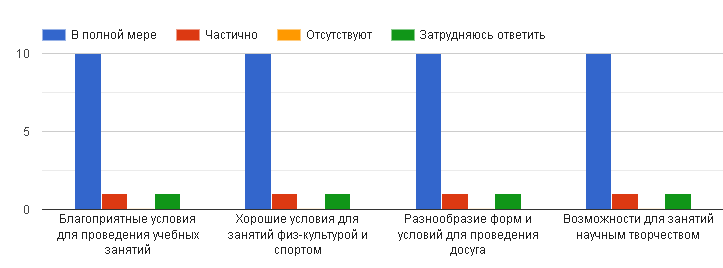 В полной мере Частично Отсутствуют Затрудняюсь ответить
10
5
0
Благоприятные условия
для проведения учебных
занятий
Хорошие условия для
занятий физ-культурой и
спортом
Разнообразие форм и
условий для проведения
досуга
Возможности для занятий
научным творчеством